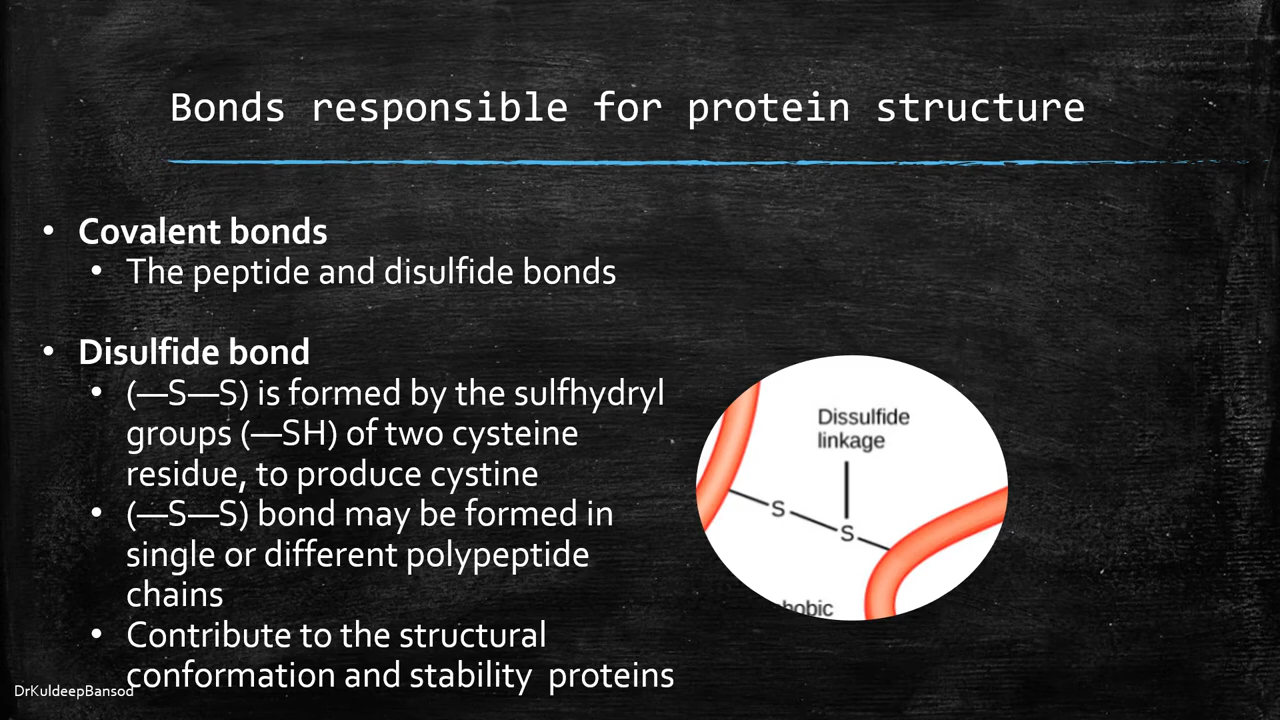 Bonds responsible for protein structure
• Covalent bonds
• The peptide and disulfide bonds
• Disulfide bond
• (—S—S) is formed by the sulfhydryl
groups (—SH) of two cysteine
residue, to produce cystine
• (—S—S) bond may be formed in
single or different polypeptide
chains
• Contribute to the structural
conformation and stability  proteins
Dissulfide
linkage
S
S
DrKuldeepBansod